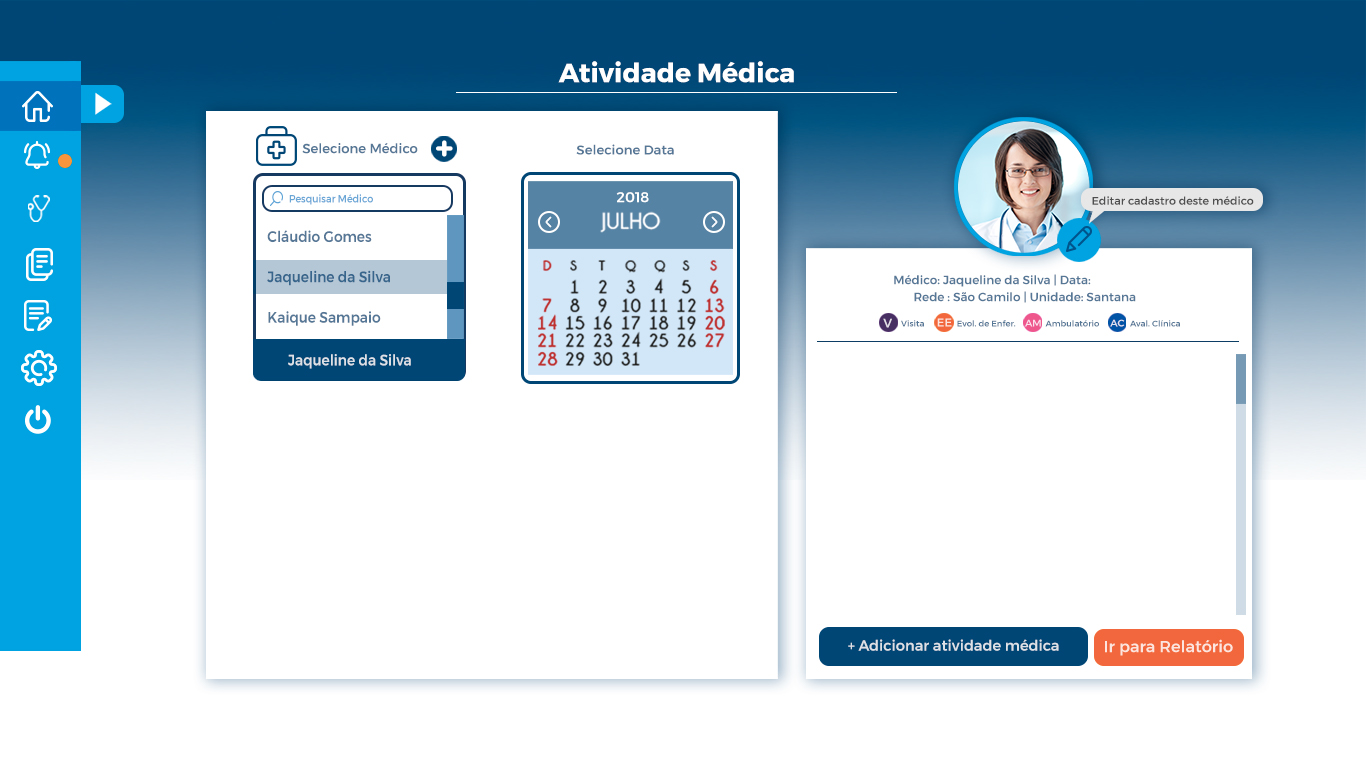 Atividade Médica
Selecione Médico
Pesquisar Médico
Cláudio Gomes
Jaqueline da Silva
Kaique Sampaio
Jaqueline da Silva
Selecione Data
2018
JULHO
D S T Q Q S S
1 2 3 4 5 6
7 8 9 10 11 12 13
14 15 16 17 18 19 20
21 22 23 24 25 26 27
28 29 30 31
Editar cadastro deste médico
Médico: Jaqueline da Silva | Data:
Rede : São Camilo | Unidade: Santana
V Visita EE Evol. de Enfer. AM Ambulatório AC Aval. Clínica
+ Adicionar atividade médica
Ir para Relatório